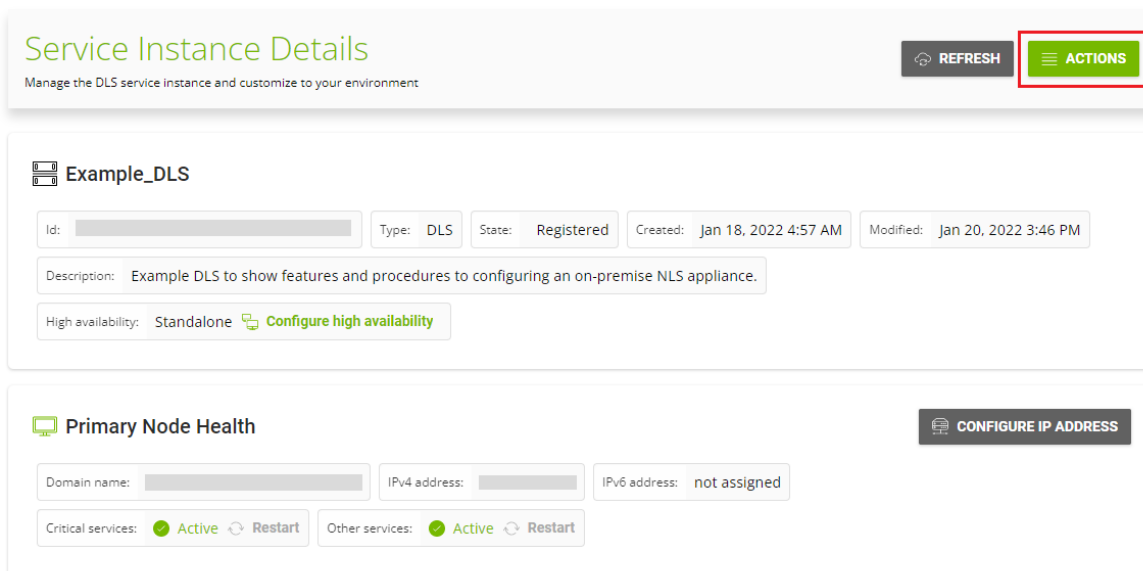 Service Instance Details
Manage the DLS service instance and customize to your environment
REFRESH
ACTIONS
Example_DLS
Id: Type: DLS State: Registered Created: Jan 18, 2022 4:57 AM Modified: Jan 20, 2022 3:46 PM
Description: Example DLS to show features and procedures to configuring an on-premise NLS appliance.
High availability: Standalone Configure high availability
Primary Node Health
CONFIGURE IP ADDRESS
Domain name: IPv4 address: IPv6 address: not assigned
Critical services: Active Restart Other services: Active Restart